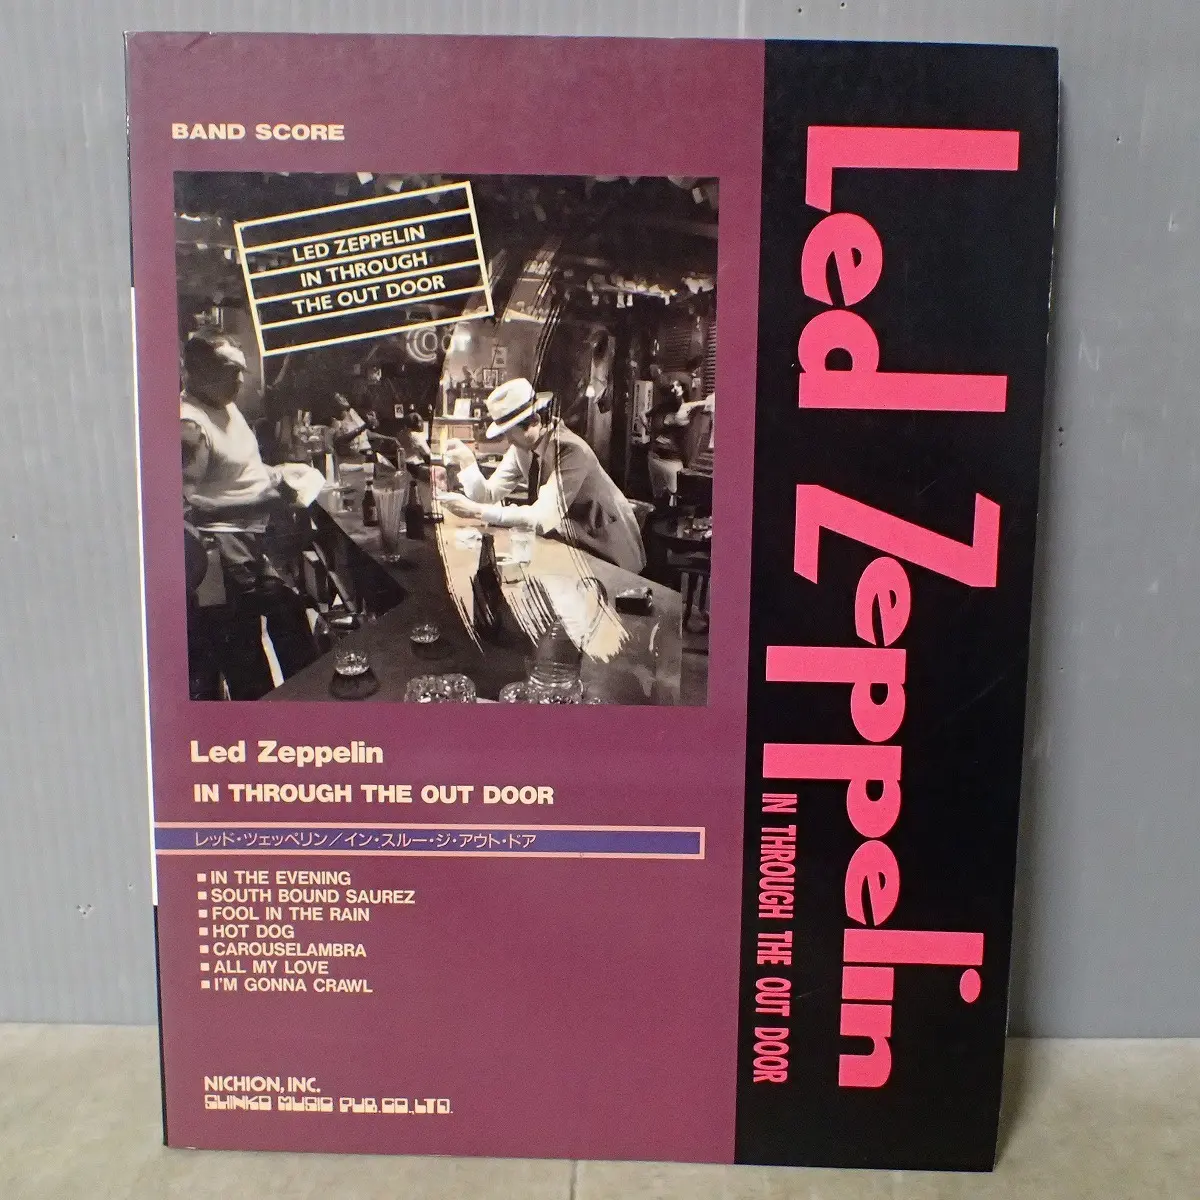 BAND SCORE
LED ZEPPELIN
IN THROUGH
THE OUT DOOR
Led Zeppelin
IN THROUGH THE OUT DOOR
レッド・ツェッペリン/イン・スルー・ジ・アウト・ドア
■ IN THE EVENING
■ SOUTH BOUND SAUREZ
■ FOOL IN THE RAIN
■ HOT DOG
■ CAROUSELAMBRA
■ ALL MY LOVE
■ I'M GONNA CRAWL
NICHION, INC.
SHINKO MUSIC PUB. CO., LTD.
Led Zeppelin
IN THROUGH THE OUT DOOR